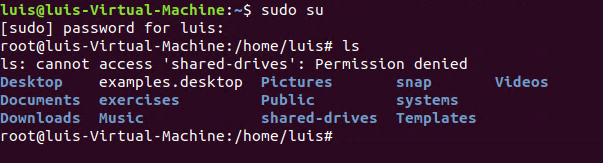 luis@luis-Virtual-Machine:~$ sudo su
[sudo] password for luis:
root@luis-Virtual-Machine:/home/luis# ls
ls: cannot access 'shared-drives': Permission denied
Desktop    examples.desktop  Pictures       snap       Videos
Documents  exercises         Public         systems
Downloads  Music             shared-drives  Templates
root@luis-Virtual-Machine:/home/luis#